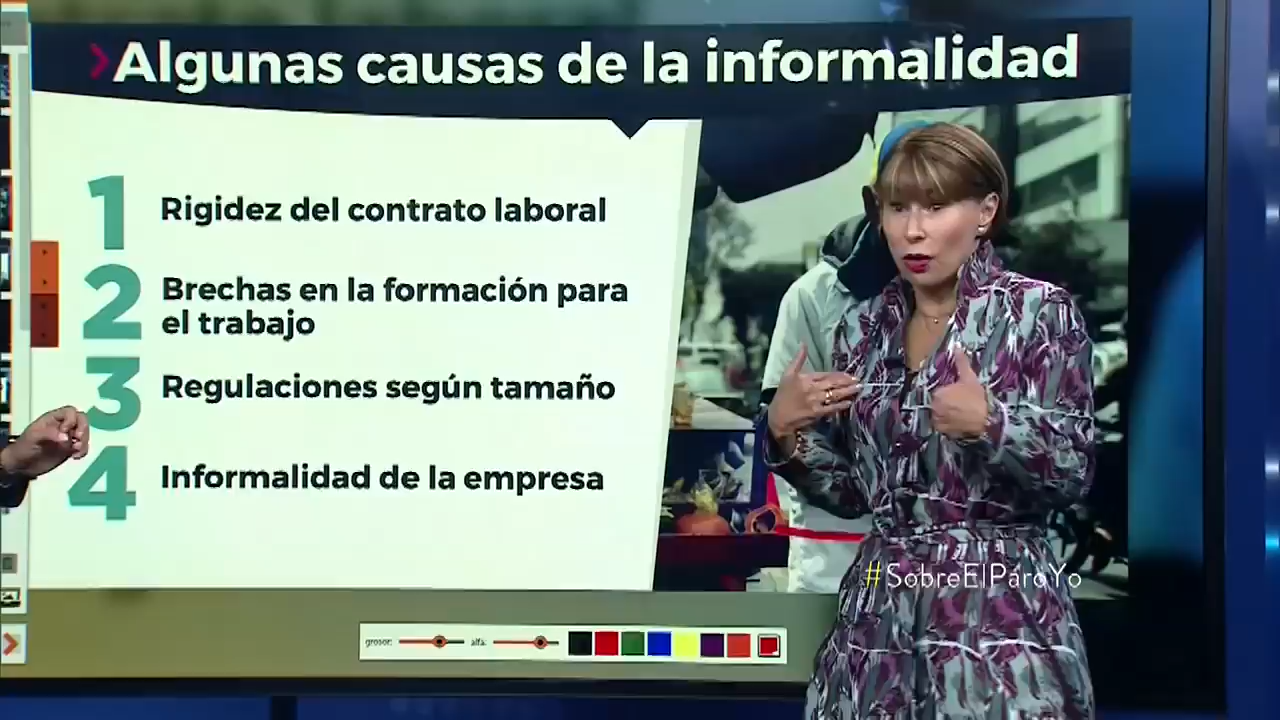 Algunas causas de la informalidad
1 Rigidez del contrato laboral
2 Brechas en la formación para
el trabajo
3 Regulaciones según tamaño
4 Informalidad de la empresa
#SobreElParoYo
grosor:
alfa: